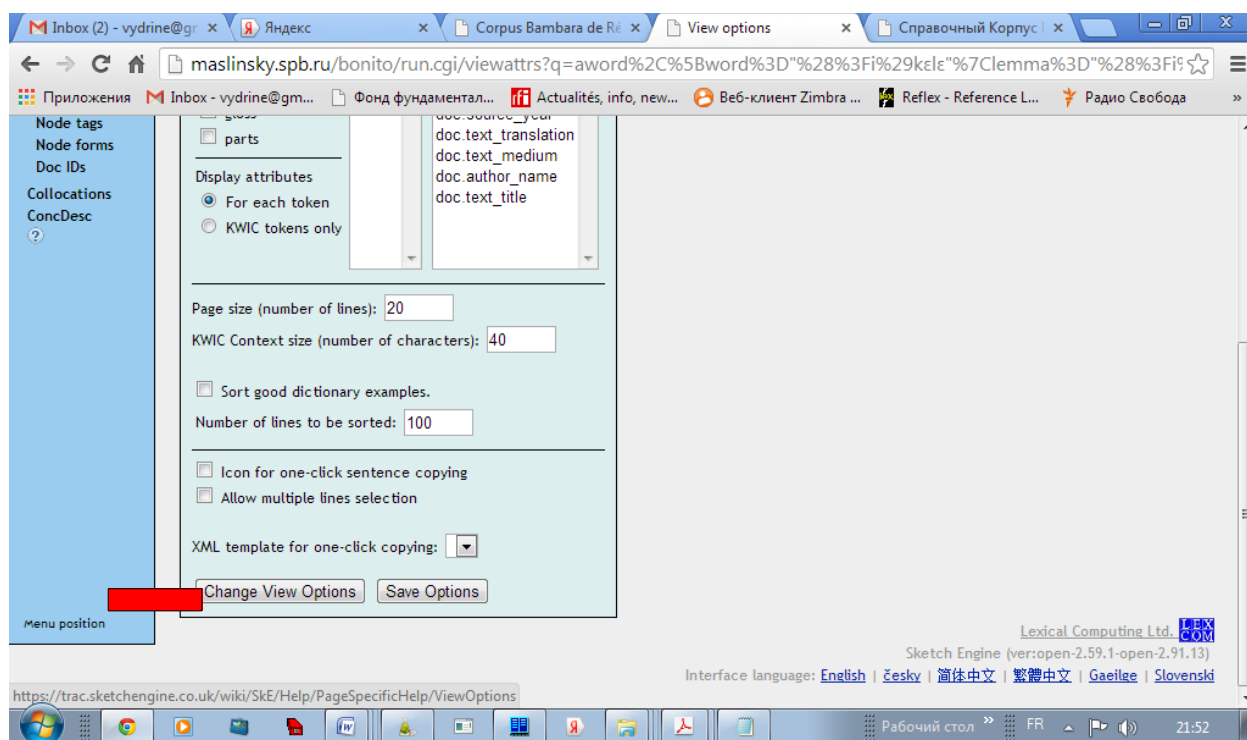 Inbox (2) - vydrine@gr
Яндекс
Corpus Bambara de Ré
View options
Справочный Корпус
maslinsky.spb.ru/bonito/run.cgi/viewattrs?q=aword%2C%5Bword%3D"%28%3Fi%29kɛlɛ"%7Clemma%3D"%28%3Fi%
Приложения
Inbox - vydrine@gm...
Фонд фундаментал...
Actualités, info, new...
Веб-клиент Zimbra ...
Reflex - Reference L...
Радио Свобода
»
Node tags
Node forms
Doc IDs
Collocations
ConcDesc
?
gloss
parts
Display attributes
For each token
KWIC tokens only
doc.source_year
doc.text_translation
doc.text_medium
doc.author_name
doc.text_title
Page size (number of lines): 20
KWIC Context size (number of characters): 40
Sort good dictionary examples.
Number of lines to be sorted: 100
Icon for one-click sentence copying
Allow multiple lines selection
XML template for one-click copying:
Change View Options
Save Options
Menu position
Lexical Computing Ltd. LEX COM
Sketch Engine (ver:open-2.59.1-open-2.91.13)
Interface language: English | česky | 简体中文 | 繁體中文 | Gaeilge | Slovenski
https://trac.sketchengine.co.uk/wiki/SkE/Help/PageSpecificHelp/ViewOptions
Рабочий стол » FR 21:52